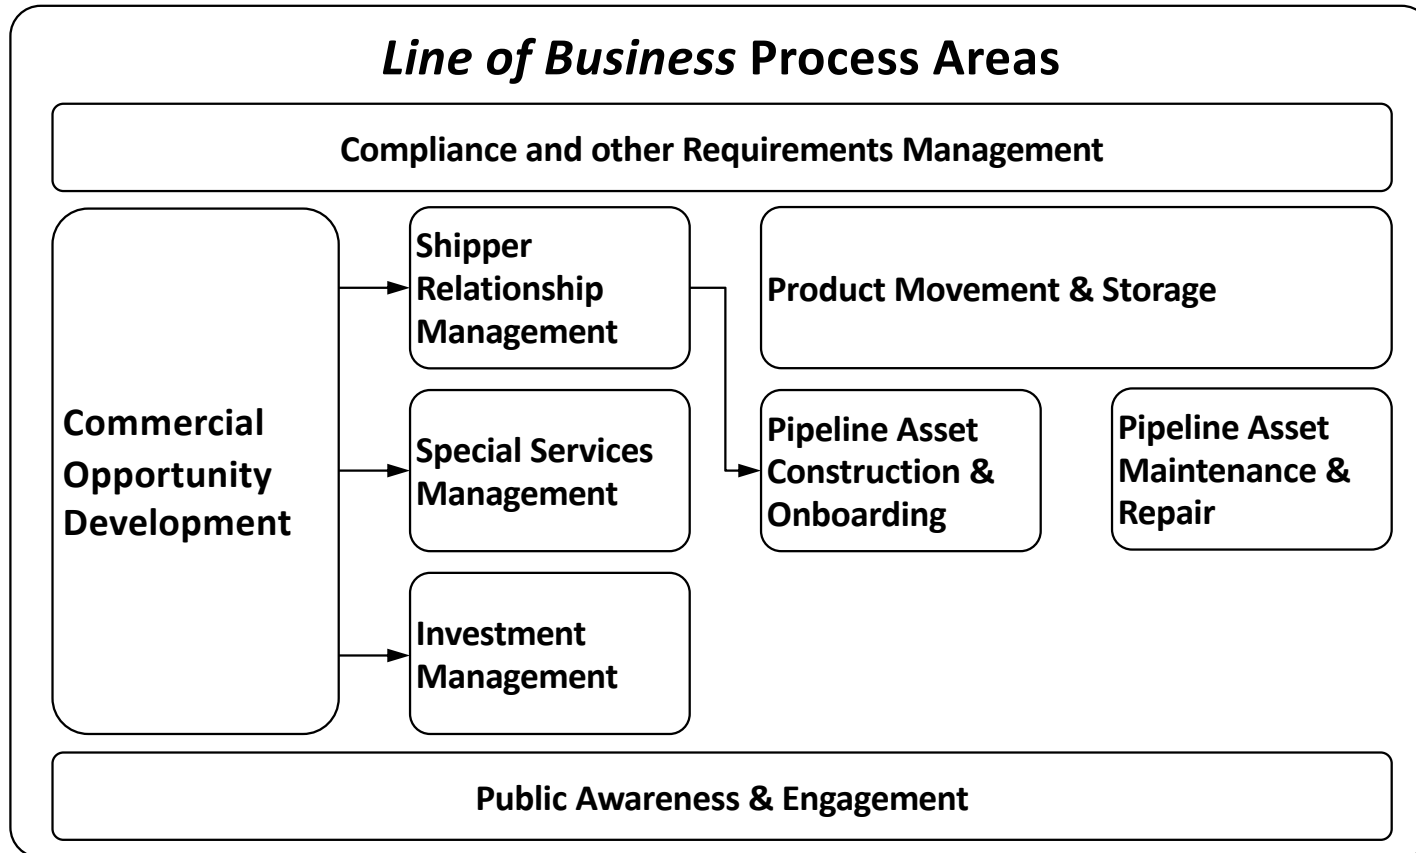 Line of Business Process Areas
Compliance and other Requirements Management
Commercial
Opportunity
Development
Shipper
Relationship
Management
Special Services
Management
Investment
Management
Product Movement & Storage
Pipeline Asset
Construction &
Onboarding
Pipeline Asset
Maintenance &
Repair
Public Awareness & Engagement